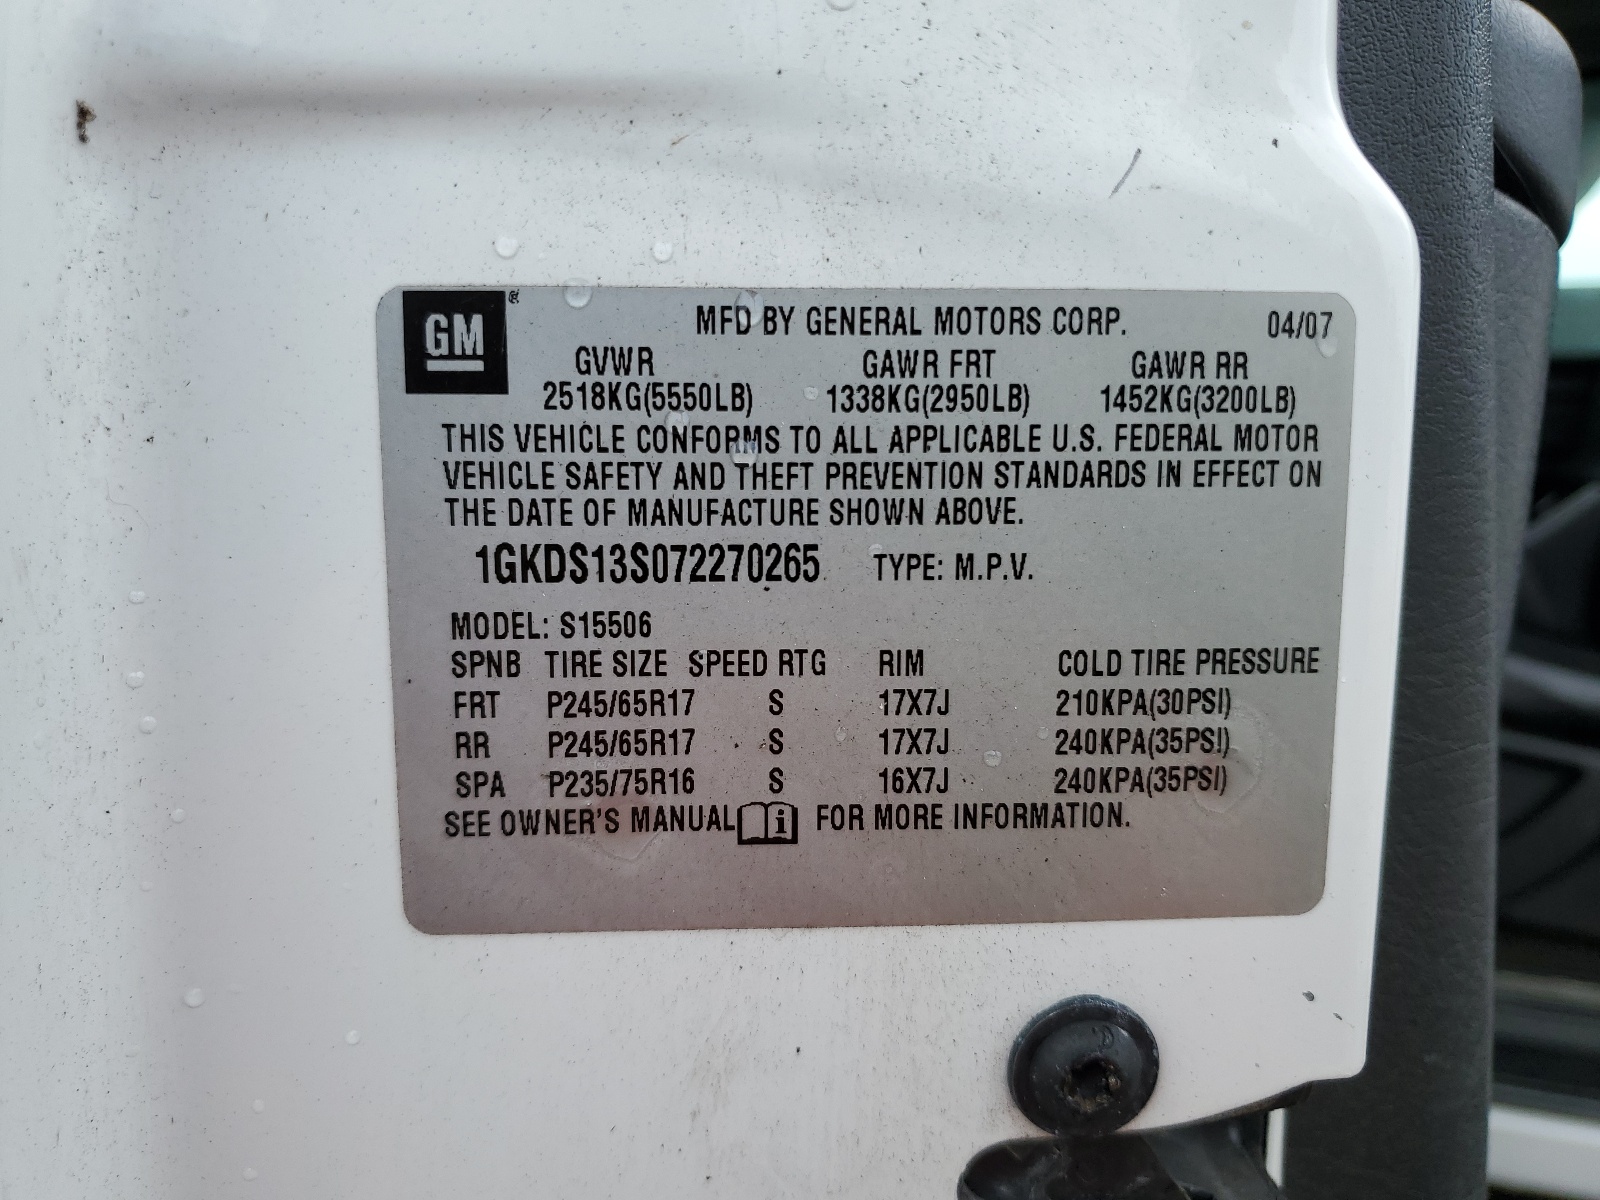 GM®
MFD BY GENERAL MOTORS CORP. 04/07
GVWR GAWR FRT GAWR RR
2518KG(5550LB) 1338KG(2950LB) 1452KG(3200LB)
THIS VEHICLE CONFORMS TO ALL APPLICABLE U.S. FEDERAL MOTOR
VEHICLE SAFETY AND THEFT PREVENTION STANDARDS IN EFFECT ON
THE DATE OF MANUFACTURE SHOWN ABOVE.
1GKDS13S072270265 TYPE: M.P.V.
MODEL: S15506
SPNB TIRE SIZE SPEED RTG RIM COLD TIRE PRESSURE
FRT P245/65R17 S 17X7J 210KPA(30PSI)
RR P245/65R17 S 17X7J 240KPA(35PSI)
SPA P235/75R16 S 16X7J 240KPA(35PSI)
SEE OWNER'S MANUAL i FOR MORE INFORMATION.